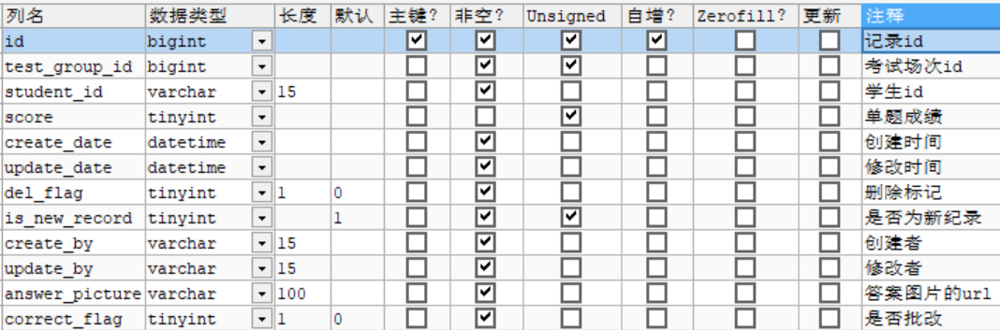 列名 数据类型 长度 默认 主键? 非空? Unsigned 自增? Zerofill? 更新 注释
id bigint 记录id
test_group_id bigint 考试场次id
student_id varchar 15 学生id
score tinyint 单题成绩
create_date datetime 创建时间
update_date datetime 修改时间
del_flag tinyint 1 0 删除标记
is_new_record tinyint 1 是否为新纪录
create_by varchar 15 创建者
update_by varchar 15 修改者
answer_picture varchar 100 答案图片的url
correct_flag tinyint 1 0 是否批改